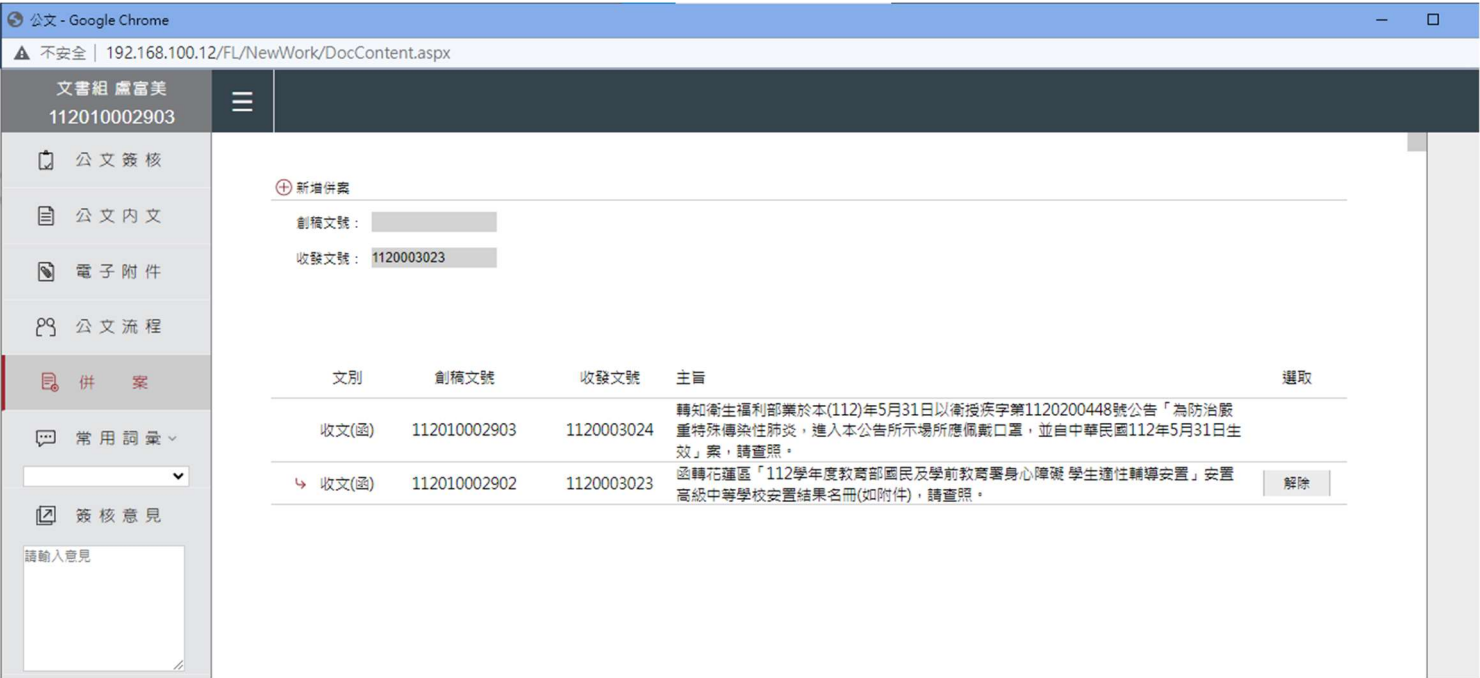 公文 - Google Chrome
不安全 | 192.168.100.12/FL/NewWork/DocContent.aspx
文書組 盧富美
112010002903
公文簽核
公文內文
電子附件
公文流程
併 案
常用詞彙
簽核意見
請輸入意見
新增併案
創稿文號：
收發文號： 1120003023
文別 創稿文號 收發文號 主旨 選取
轉知衛生福利部業於本(112)年5月31日以衛授疾字第1120200448號公告「為防治嚴
收文(函) 112010002903 1120003024 重特殊傳染性肺炎，進入本公告所示場所應佩戴口罩，並自中華民國112年5月31日生
效」案，請查照。
函轉花蓮區「112學年度教育部國民及學前教育署身心障礙 學生適性輔導安置」安置
收文(函) 112010002902 1120003023 高級中等學校安置結果名冊(如附件)，請查照。 解除